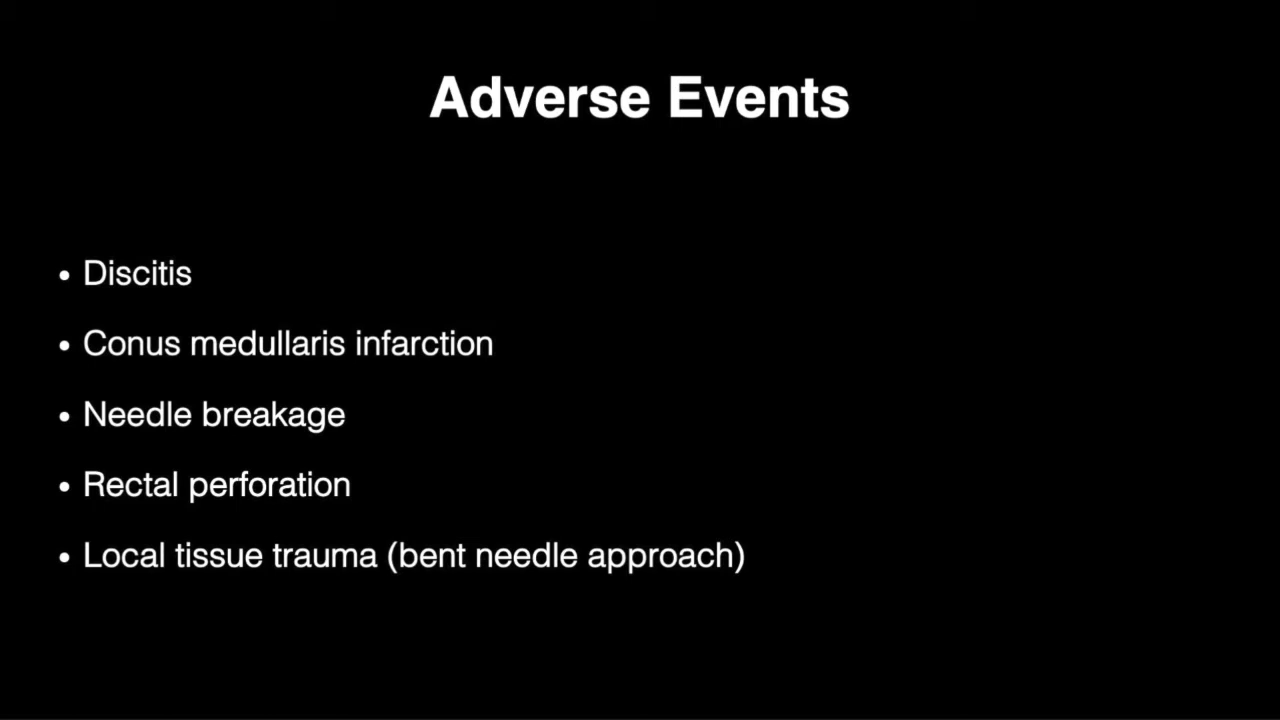 Adverse Events
• Discitis
• Conus medullaris infarction
• Needle breakage
• Rectal perforation
• Local tissue trauma (bent needle approach)